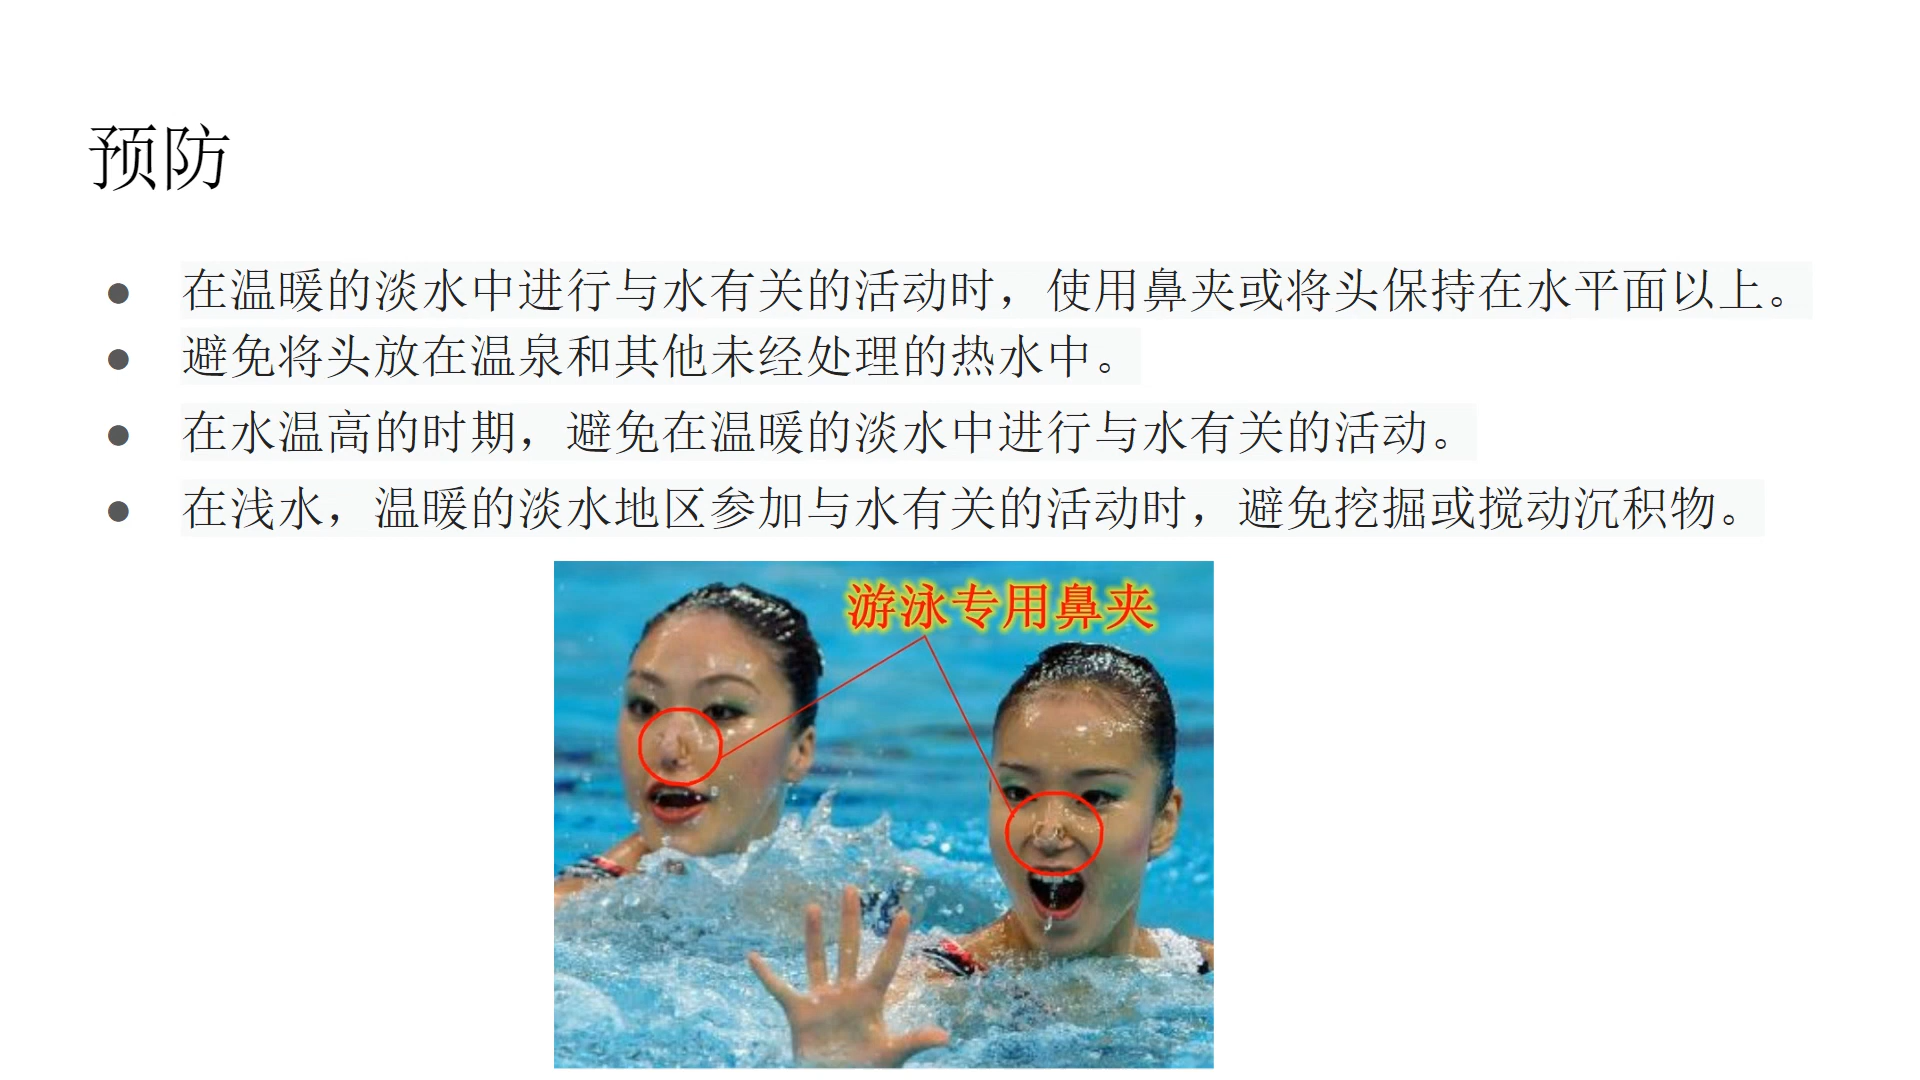 预防
● 在温暖的淡水中进行与水有关的活动时，使用鼻夹或将头保持在水平面以上。
● 避免将头放在温泉和其他未经处理的热水中。
● 在水温高的时期，避免在温暖的淡水中进行与水有关的活动。
● 在浅水，温暖的淡水地区参加与水有关的活动时，避免挖掘或搅动沉积物。
游泳专用鼻夹